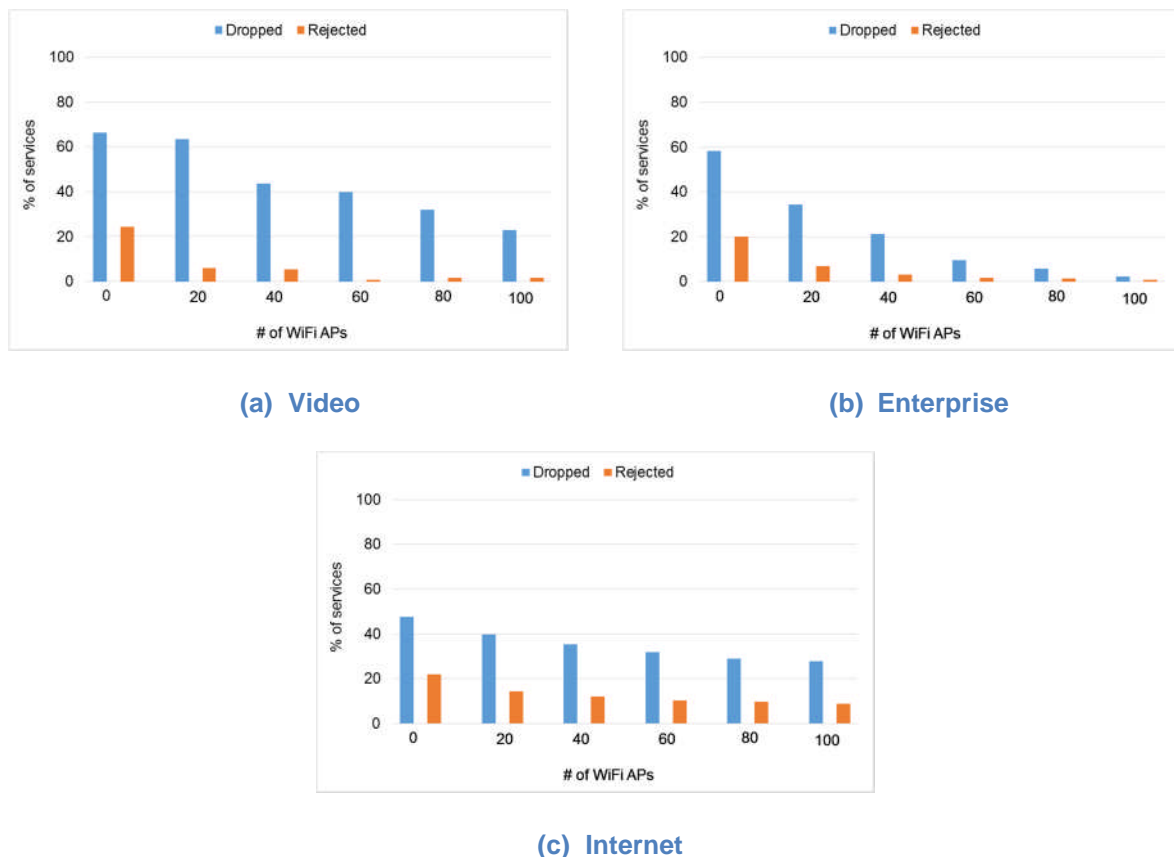 Dropped Rejected
100
80
60
40
20
0
% of services
0 20 40 60 80 100
# of WiFi APs
(a) Video
Dropped Rejected
100
80
60
40
20
0
% of services
0 20 40 60 80 100
# of WiFi APs
(b) Enterprise
Dropped Rejected
100
80
60
40
20
0
% of services
0 20 40 60 80 100
# of WiFi APs
(c) Internet